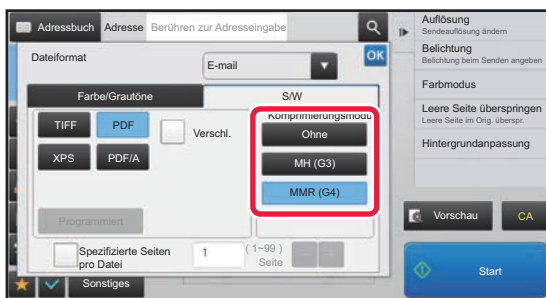 Adressbuch Adresse Berühren zur Adresseingabe
Dateiformat
E-mail
OK
Farbe/Grautöne
S/W
TIFF PDF Verschl.
XPS PDF/A
Programmiert
Komprimierungsmodu
Ohne
MH (G3)
MMR (G4)
Spezifizierte Seiten
pro Datei
1 (1~99)
Seite
Sonstiges
Auflösung
Sendeauflösung ändern
Belichtung
Belichtung beim Senden angeben
Farbmodus
Leere Seite überspringen
Leere Seite im Orig. überspr.
Hintergrundanpassung
Vorschau CA
Start